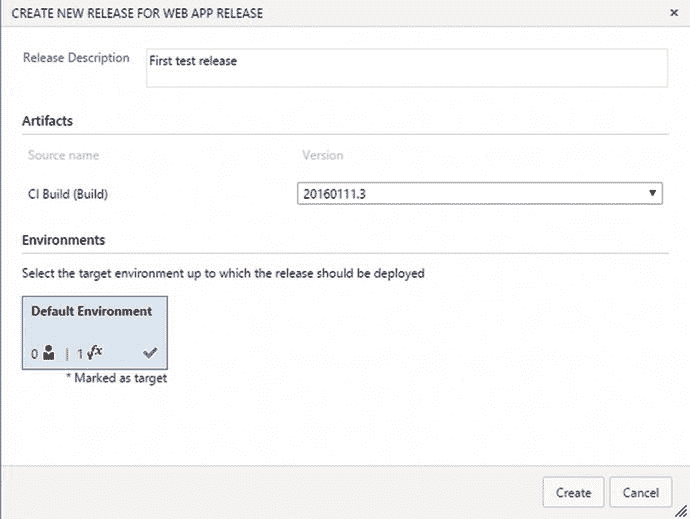 CREATE NEW RELEASE FOR WEB APP RELEASE
Release Description
First test release
Artifacts
Source name Version
CI Build (Build) 20160111.3
Environments
Select the target environment up to which the release should be deployed
Default Environment
0 | 1 fx
* Marked as target
Create Cancel